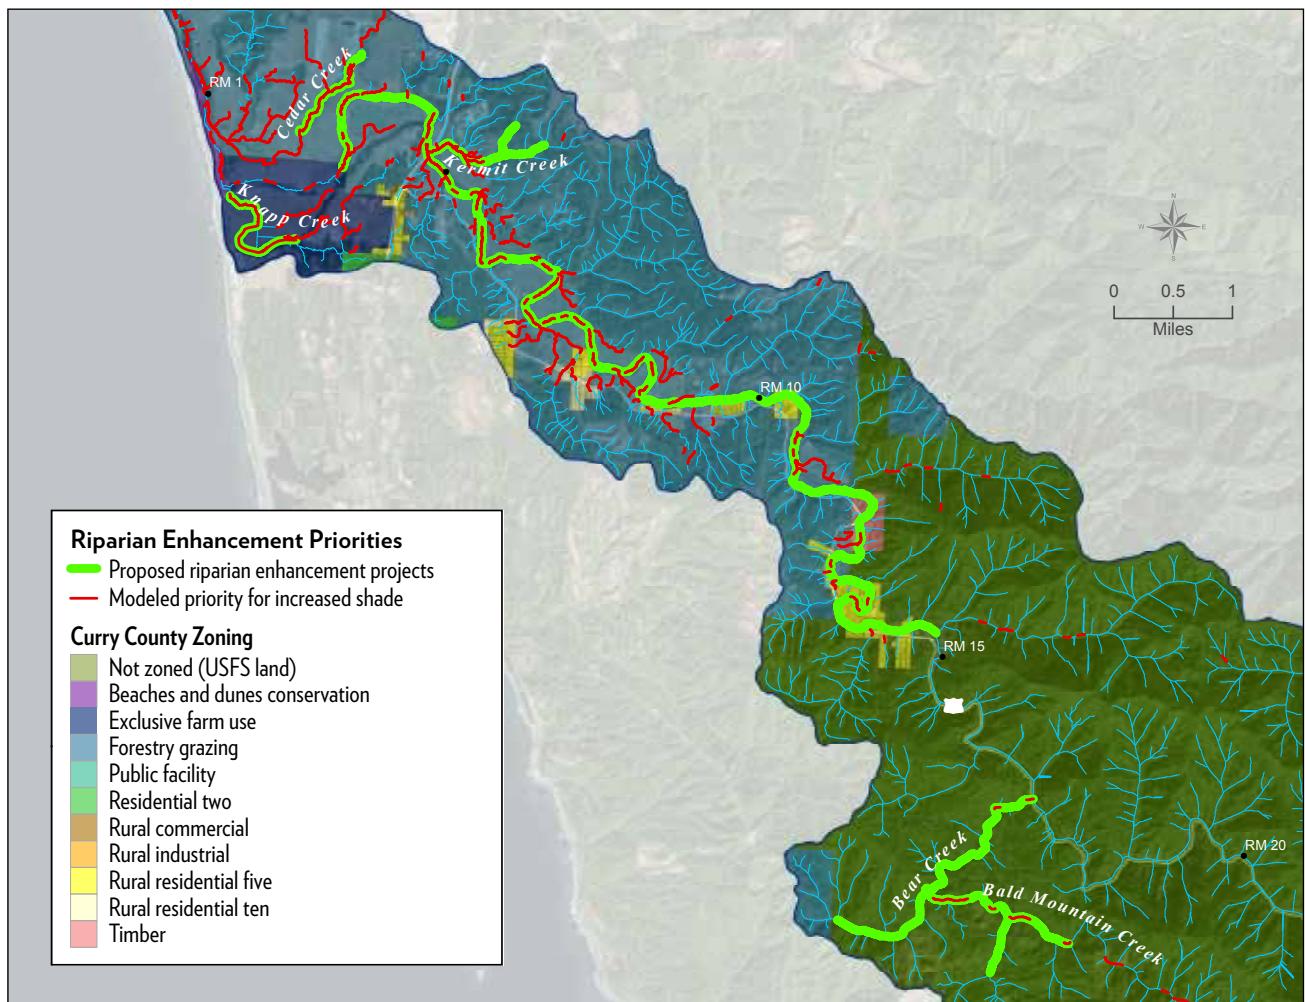 RM 1
Cedar Creek
Kermit Creek
Knapp Creek
N
W E
S
0 0.5 1
Miles
RM 10
RM 15
RM 20
Bear Creek
Bald Mountain Creek
Riparian Enhancement Priorities
Proposed riparian enhancement projects
Modeled priority for increased shade
Curry County Zoning
Not zoned (USFS land)
Beaches and dunes conservation
Exclusive farm use
Forestry grazing
Public facility
Residential two
Rural commercial
Rural industrial
Rural residential five
Rural residential ten
Timber